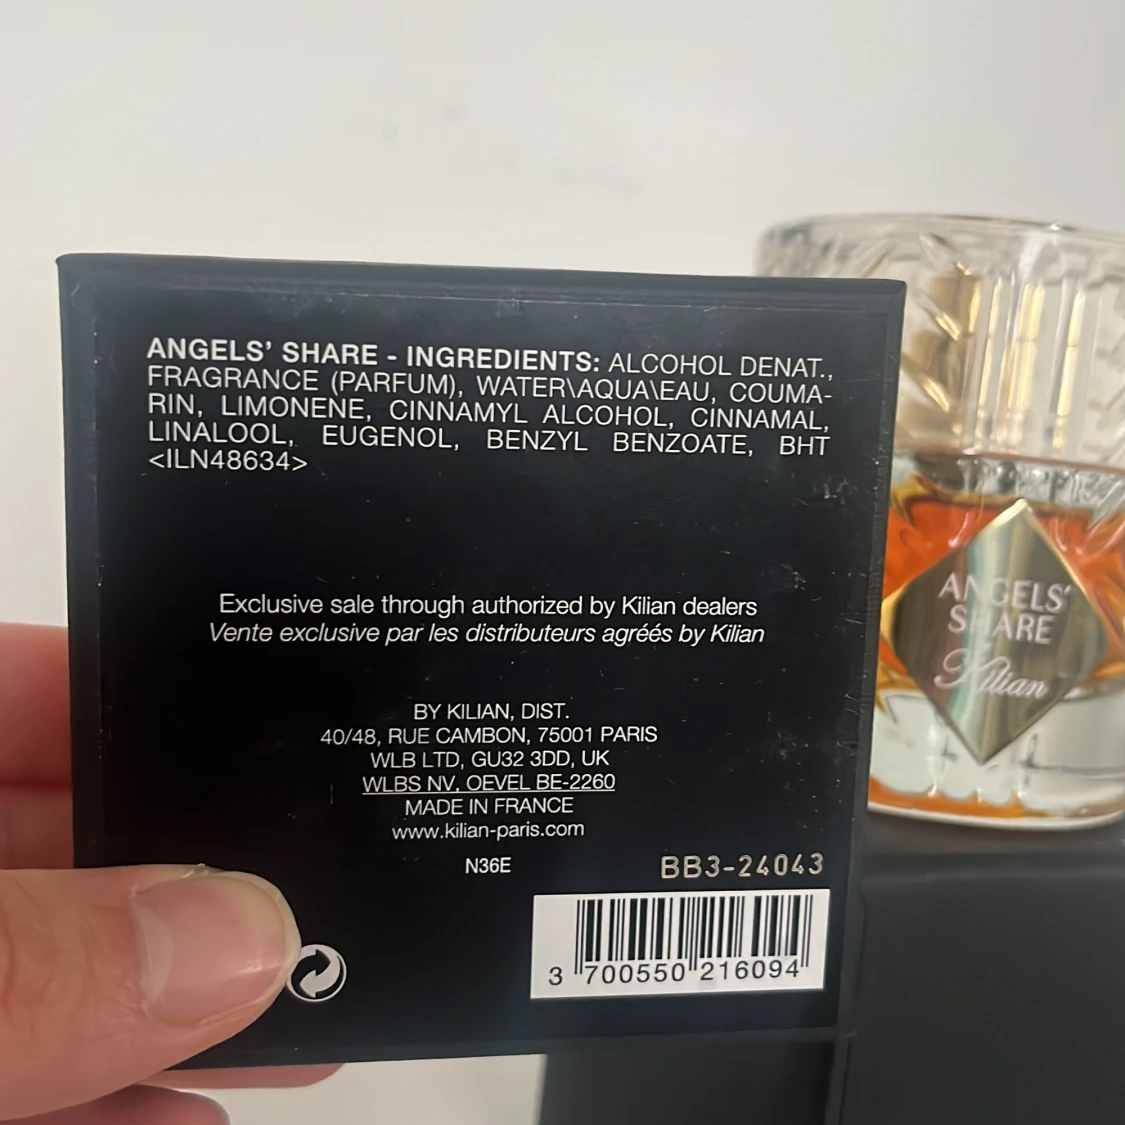 ANGELS' SHARE - INGREDIENTS: ALCOHOL DENAT.,
FRAGRANCE (PARFUM), WATER\AQUA\EAU, COUMA-
RIN, LIMONENE, CINNAMYL ALCOHOL, CINNAMAL,
LINALOOL, EUGENOL, BENZYL BENZOATE, BHT
<ILN48634>
Exclusive sale through authorized by Kilian dealers
Vente exclusive par les distributeurs agréés by Kilian
BY KILIAN, DIST.
40/48, RUE CAMBON, 75001 PARIS
WLB LTD, GU32 3DD, UK
WLBS NV, OEVEL BE-2260
MADE IN FRANCE
www.kilian-paris.com
N36E
BB3-24043
3 700550 216094
ANGELS'
SHARE
Kilian